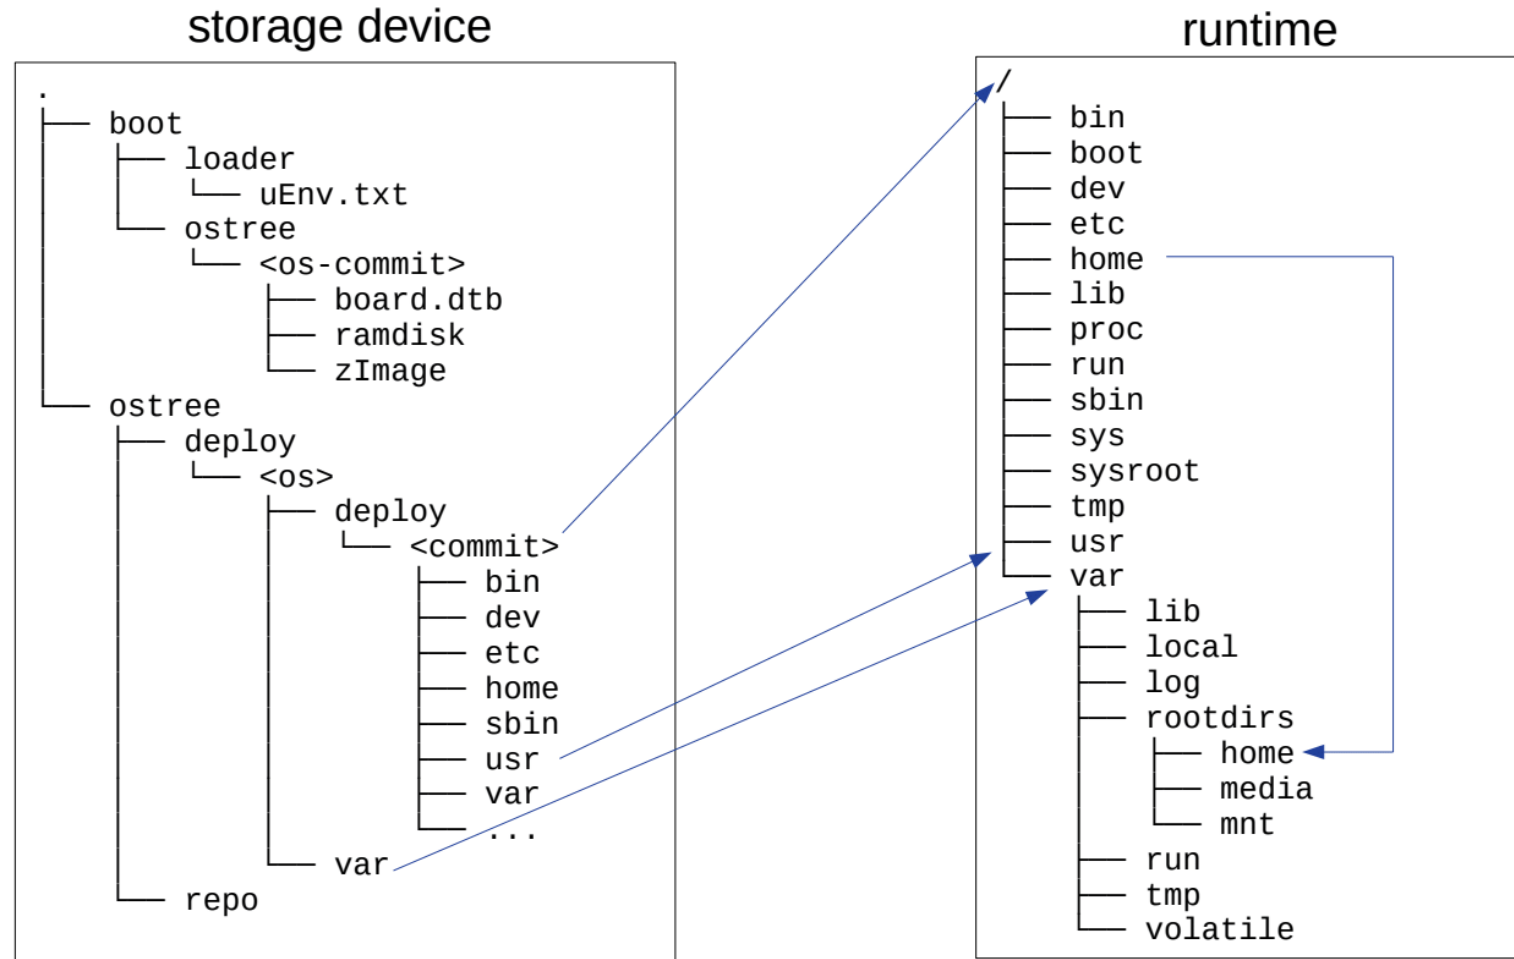 storage device
.
boot
loader
uEnv.txt
ostree
<os-commit>
board.dtb
ramdisk
zImage
ostree
deploy
<os>
deploy
<commit>
bin
dev
etc
home
sbin
usr
var
...
var
repo
runtime
/
bin
boot
dev
etc
home
lib
proc
run
sbin
sys
sysroot
tmp
usr
var
lib
local
log
rootdirs
home
media
mnt
run
tmp
volatile